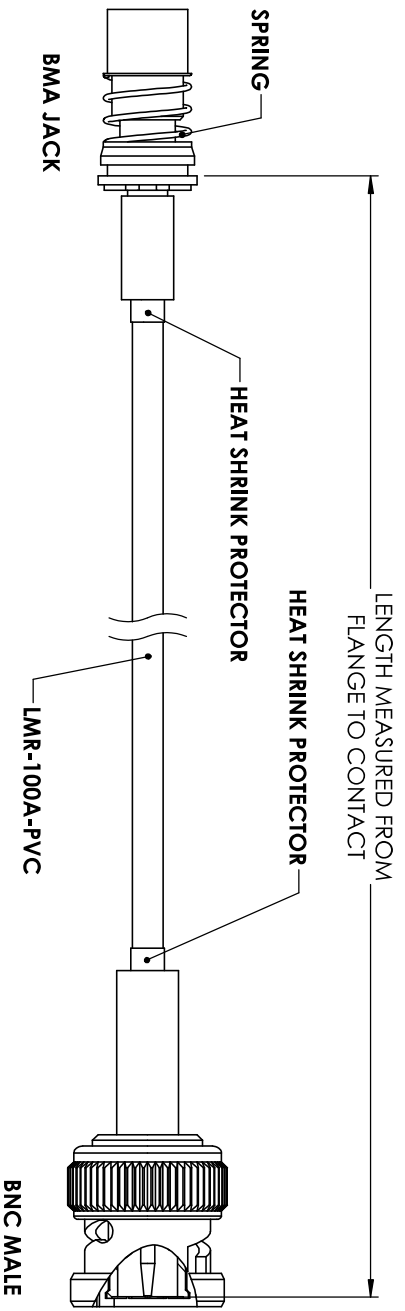 LENGTH MEASURED FROM
FLANGE TO CONTACT
SPRING
HEAT SHRINK PROTECTOR
HEAT SHRINK PROTECTOR
BMA JACK
LMR-100A-PVC
BNC MALE